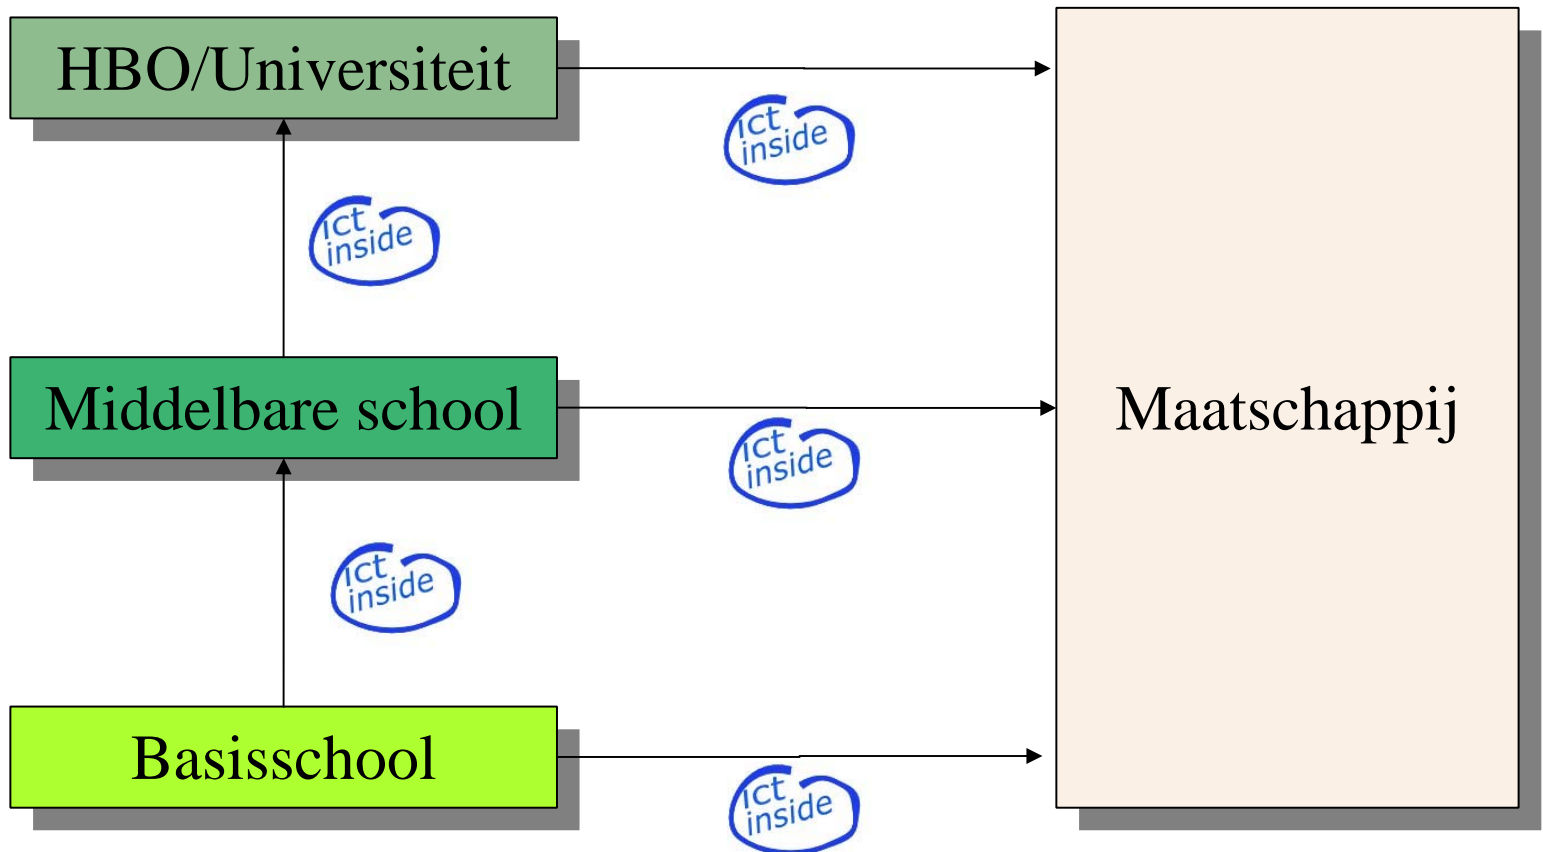 HBO/Universiteit
ict
inside
ict
inside
Middelbare school
Maatschappij
ict
inside
ict
inside
Basisschool
ict
inside